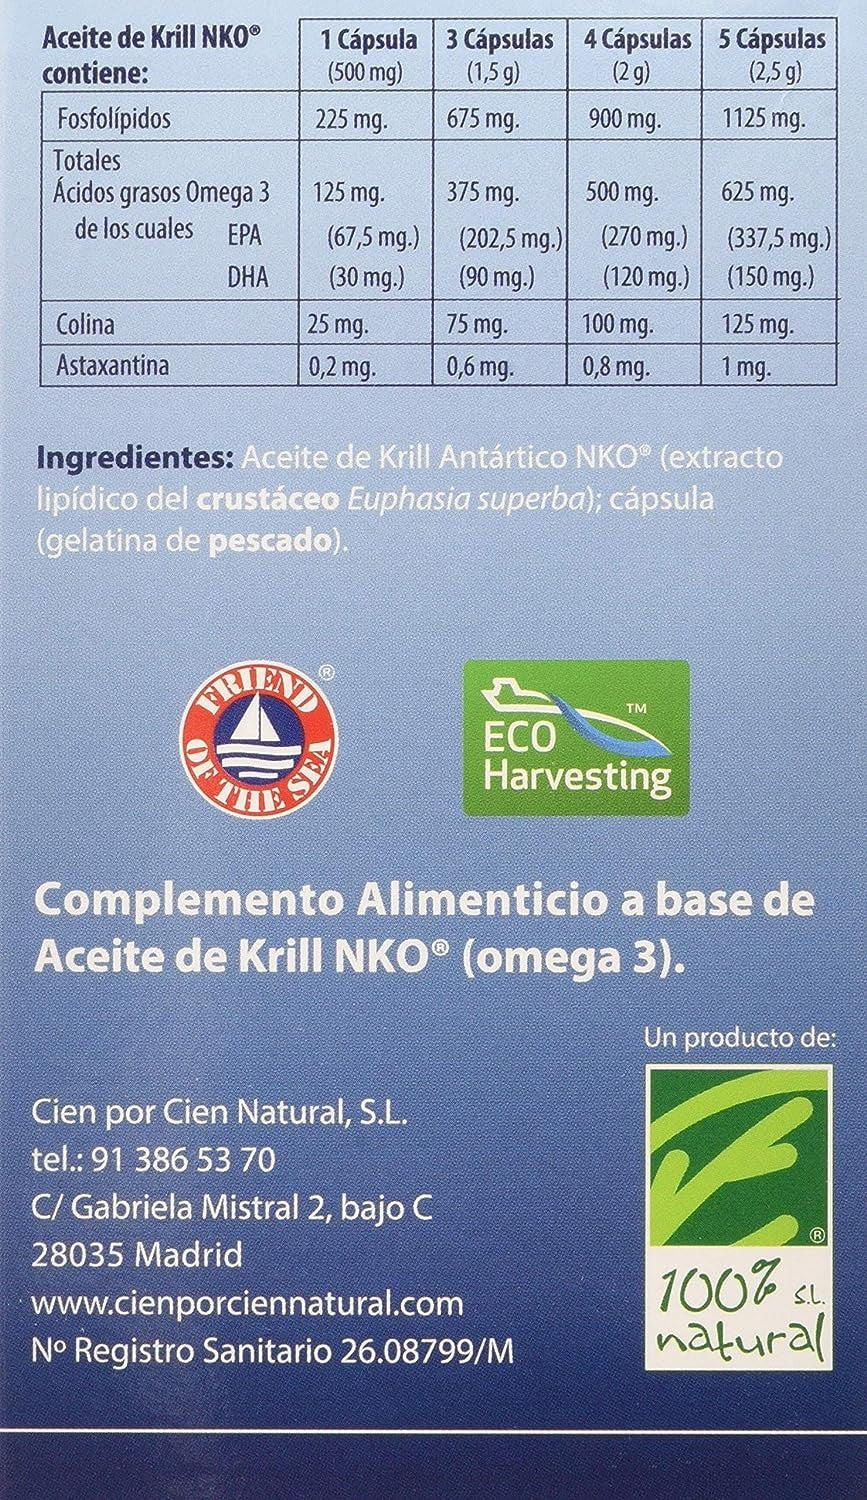 Aceite de Krill NKO® 1 Cápsula 3 Cápsulas 4 Cápsulas 5 Cápsulas
contiene: (500 mg) (1,5 g) (2 g) (2,5 g)
Fosfolípidos 225 mg. 675 mg. 900 mg. 1125 mg.
Totales
Ácidos grasos Omega 3 125 mg. 375 mg. 500 mg. 625 mg.
de los cuales EPA (67,5 mg.) (202,5 mg.) (270 mg.) (337,5 mg.)
DHA (30 mg.) (90 mg.) (120 mg.) (150 mg.)
Colina 25 mg. 75 mg. 100 mg. 125 mg.
Astaxantina 0,2 mg. 0,6 mg. 0,8 mg. 1 mg.
Ingredientes: Aceite de Krill Antártico NKO® (extracto
lipídico del crustáceo Euphasia superba); cápsula
(gelatina de pescado).
FRIEND ®
OF THE SEA
ECO ™
Harvesting
Complemento Alimenticio a base de
Aceite de Krill NKO® (omega 3).
Un producto de:
Cien por Cien Natural, S.L.
tel.: 91 386 53 70
C/ Gabriela Mistral 2, bajo C
28035 Madrid
www.cienporciennatural.com
Nº Registro Sanitario 26.08799/M
®
100% S.L.
natural